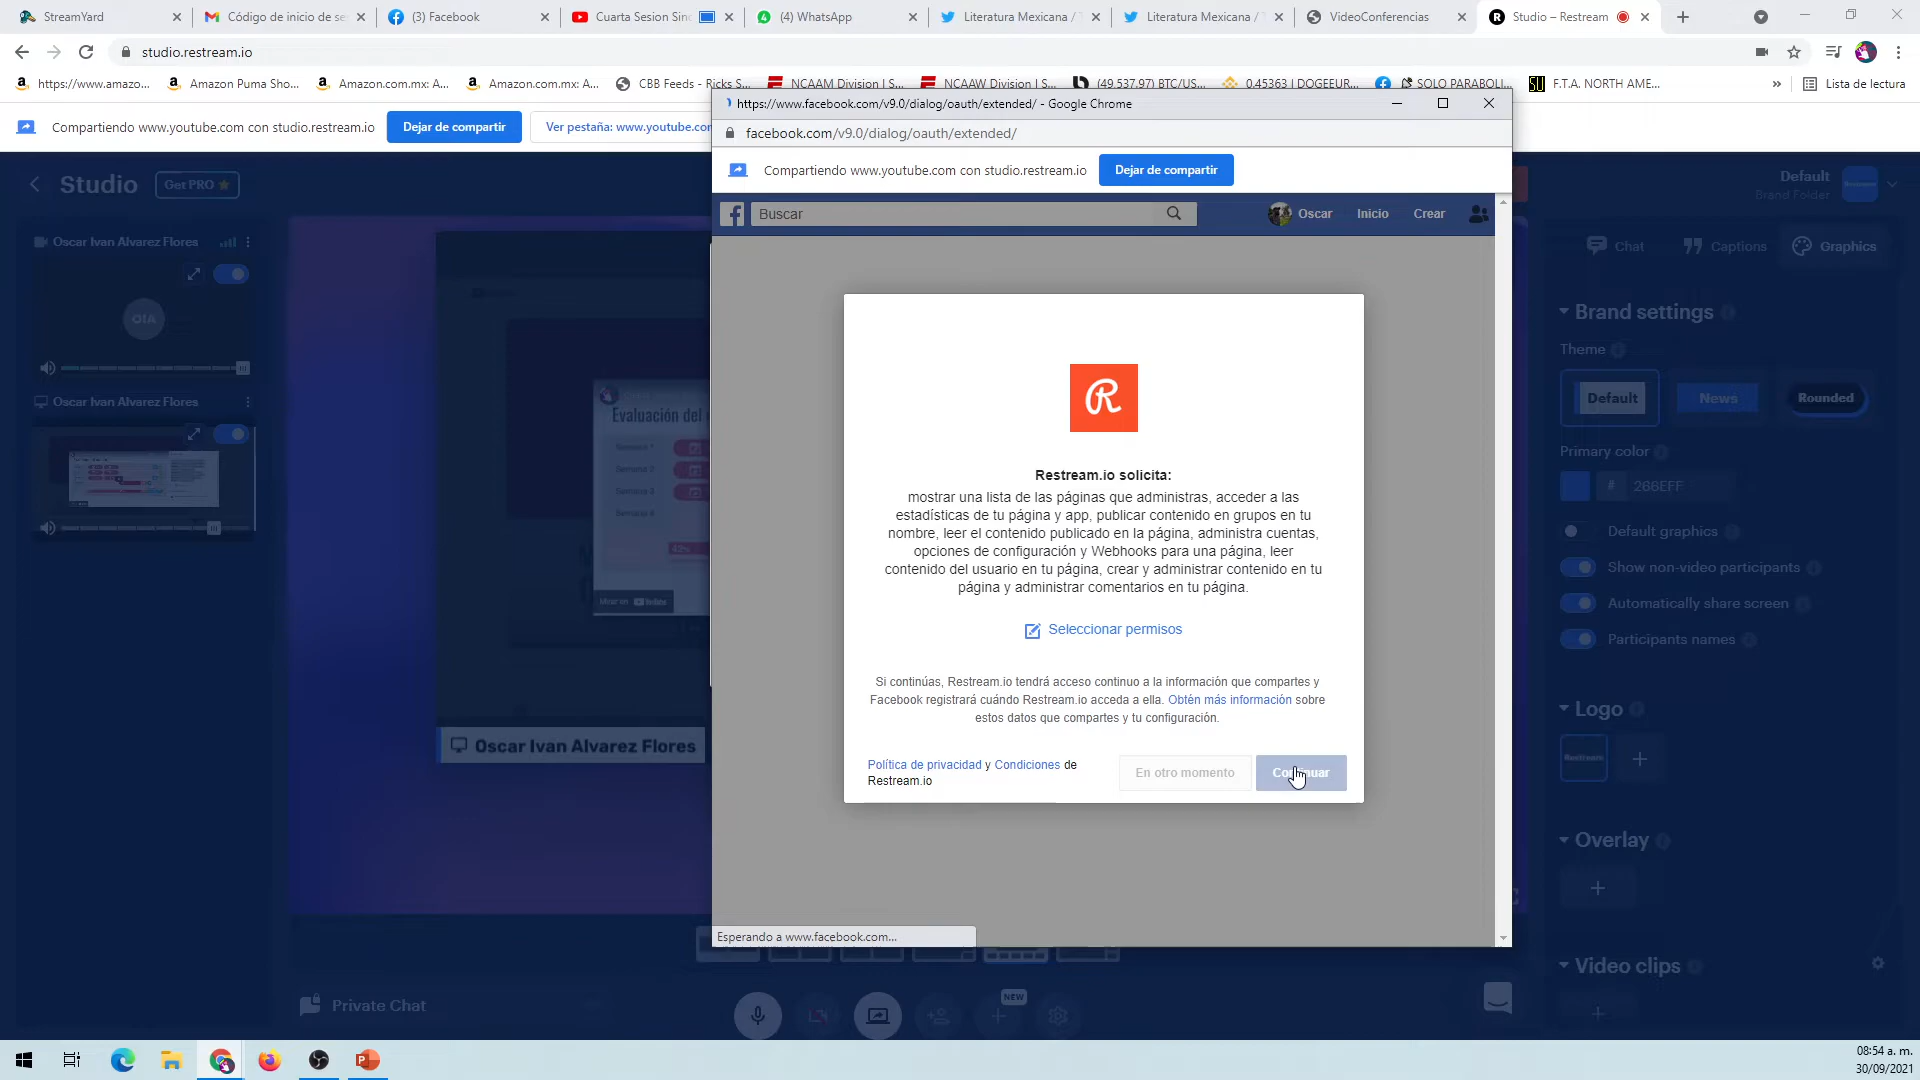 StreamYard
Código de inicio de se
(3) Facebook
Cuarta Sesion Sinc
(4) WhatsApp
Literatura Mexicana / T
Literatura Mexicana / T
VideoConferencias
Studio – Restream
studio.restream.io
https://www.amazo...
Amazon Puma Sho...
Amazon.com.mx: A...
Amazon.com.mx: A...
CBB Feeds - Ricks S...
NCAAM Division I S...
NCAAW Division I S...
(49.537,97) BTC/US...
0.45363 | DOGEEUR...
SOLO PARABOLI...
F.T.A. NORTH AME...
»
Lista de lectura
Compartiendo www.youtube.com con studio.restream.io
Dejar de compartir
Ver pestaña: www.youtube.com
https://www.facebook.com/v9.0/dialog/oauth/extended/ - Google Chrome
facebook.com/v9.0/dialog/oauth/extended/
Compartiendo www.youtube.com con studio.restream.io
Dejar de compartir
Buscar
Oscar
Inicio
Crear
Studio
Get PRO
Default
Brand Folder
Oscar Ivan Alvarez Flores
OIA
Oscar Ivan Alvarez Flores
Evaluación del
Semana 2
Semana 3
42%
Oscar Ivan Alvarez Flores
Restream.io solicita:
mostrar una lista de las páginas que administras, acceder a las
estadísticas de tu página y app, publicar contenido en grupos en tu
nombre, leer el contenido publicado en la página, administra cuentas,
opciones de configuración y Webhooks para una página, leer
contenido del usuario en tu página, crear y administrar contenido en tu
página y administrar comentarios en tu página.
Seleccionar permisos
Si continúas, Restream.io tendrá acceso continuo a la información que compartes y
Facebook registrará cuándo Restream.io acceda a ella. Obtén más información sobre
estos datos que compartes y tu configuración.
Política de privacidad y Condiciones de
Restream.io
En otro momento
Continuar
Esperando a www.facebook.com...
Chat
Captions
Graphics
Brand settings
Theme
Default
News
Rounded
Primary color
# 266EFF
Default graphics
Show non-video participants
Automatically share screen
Participants names
Logo
Restream
Overlay
Video clips
Private Chat
NEW
08:54 a. m.
30/09/2021